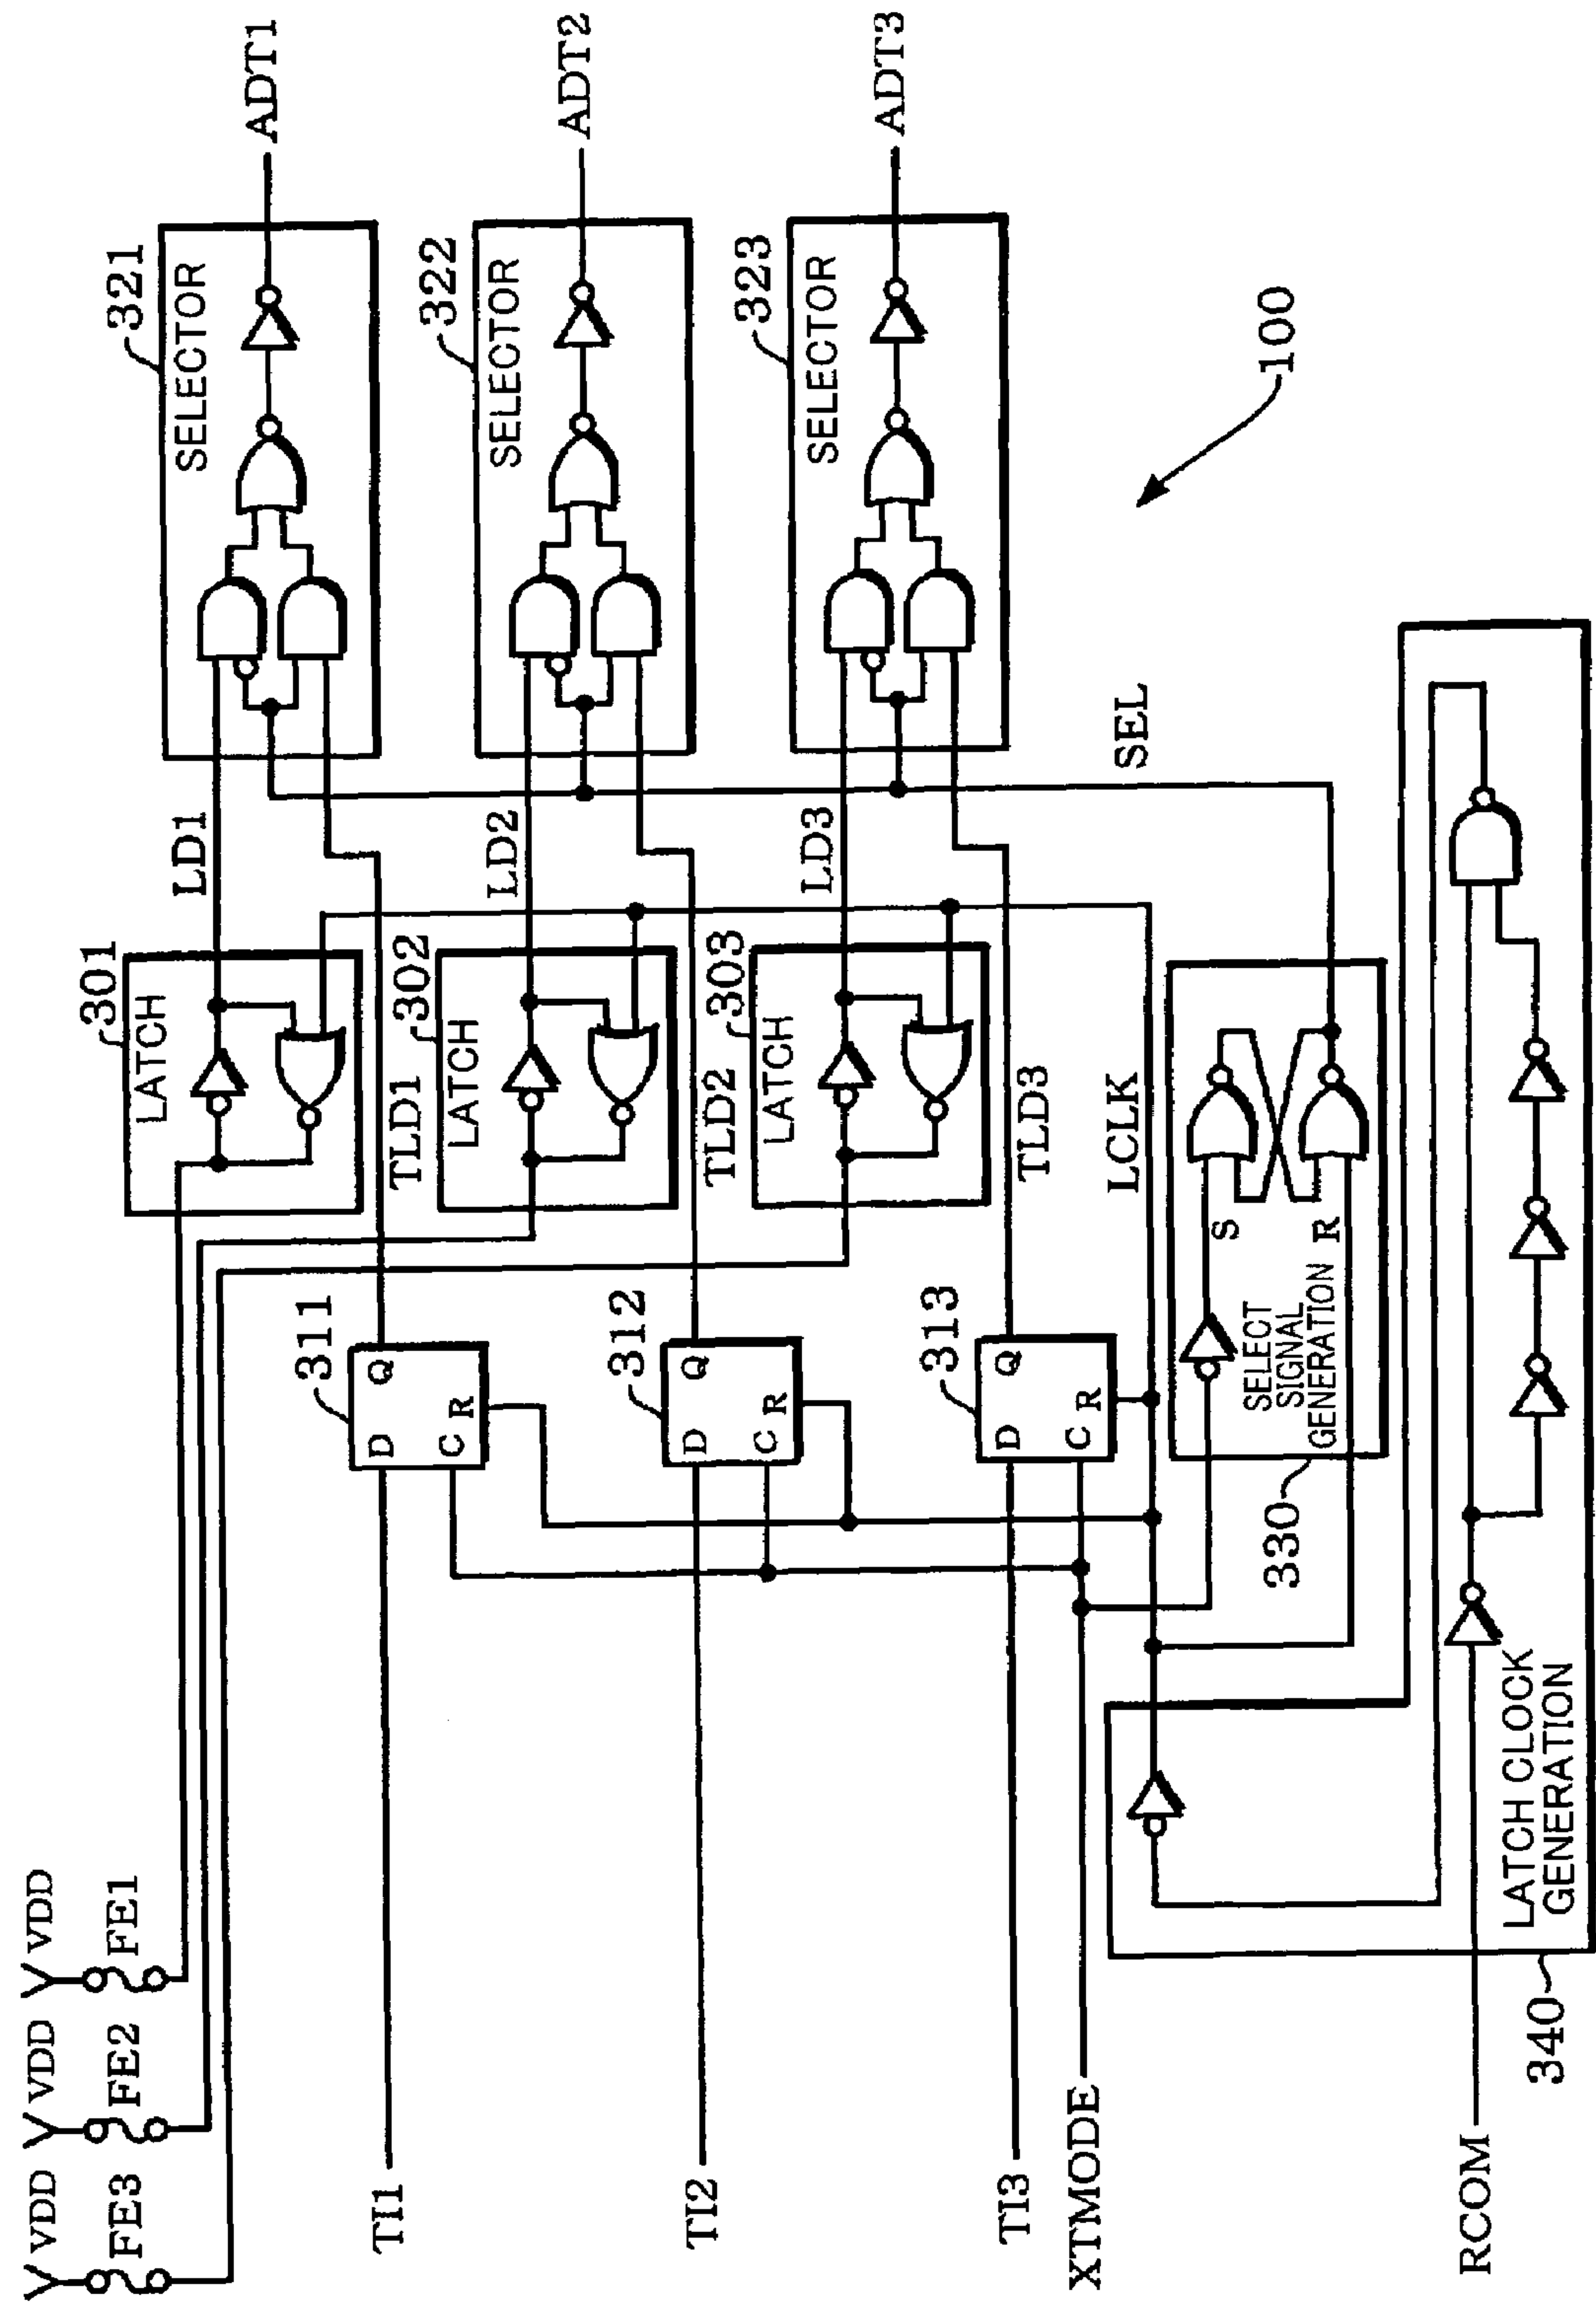 VDD
VDD
VDD
FE3
FE2
FE1
301
LATCH
LD1
321
SELECTOR
ADT1
TI1
311
D
Q
C
R
TLD1
302
LATCH
LD2
322
SELECTOR
ADT2
TI2
312
D
Q
C
R
TLD2
303
LATCH
LD3
323
SELECTOR
ADT3
TI3
313
D
Q
C
R
TLD3
XTMODE
LCLK
SEL
100
330
SELECT
SIGNAL
GENERATION
S
R
RCOM
340
LATCH CLOCK
GENERATION